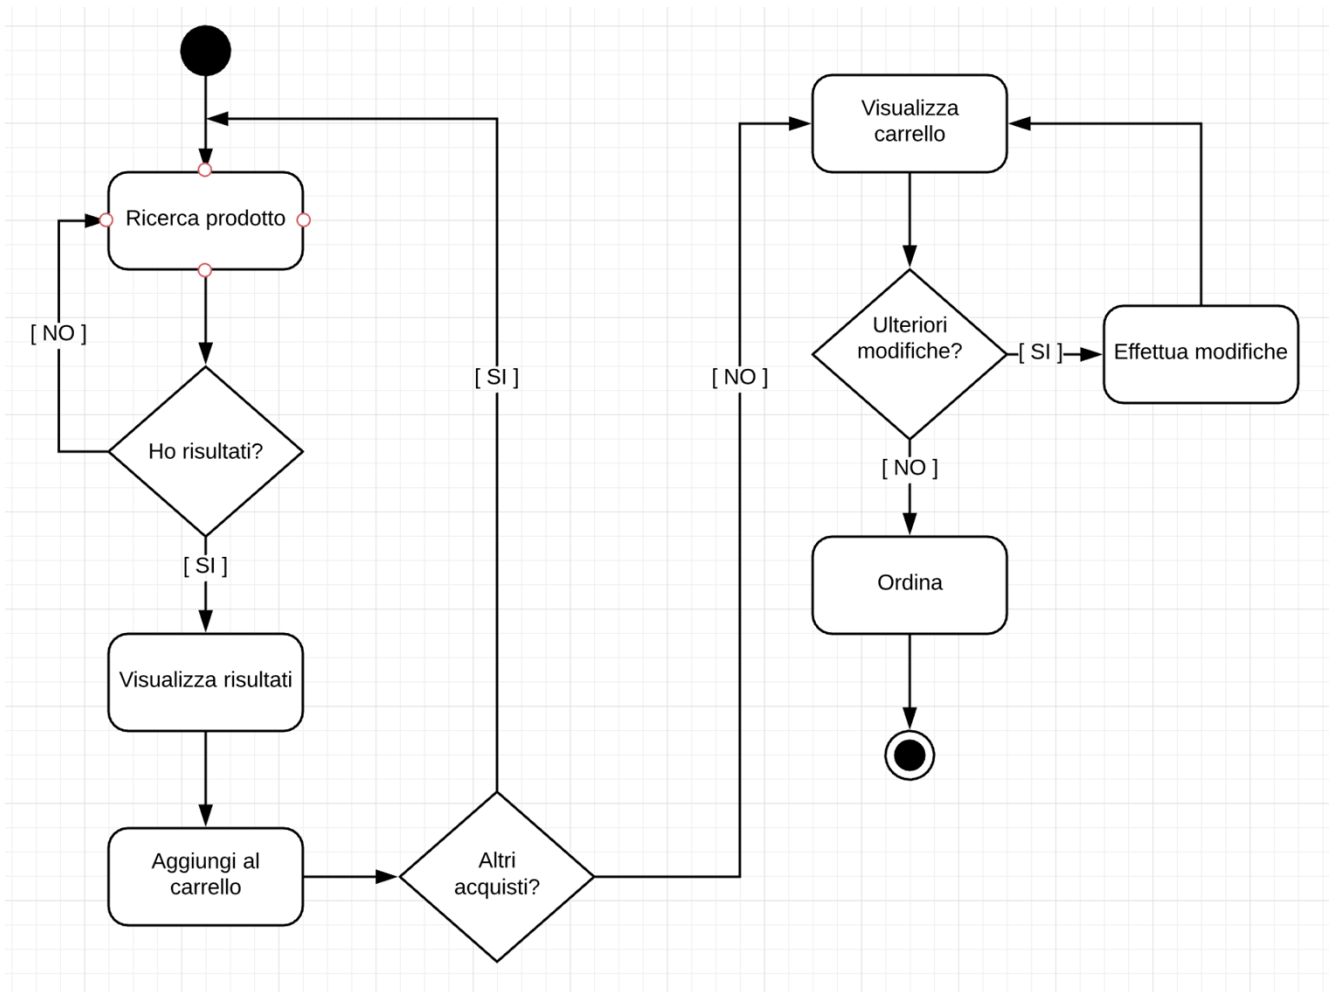 Ricerca prodotto
[ NO ]
Ho risultati?
[ SI ]
Visualizza risultati
Aggiungi al
carrello
Altri
acquisti?
[ SI ]
[ NO ]
Visualizza
carrello
Ulteriori
modifiche?
[ SI ]
Effettua modifiche
[ NO ]
Ordina